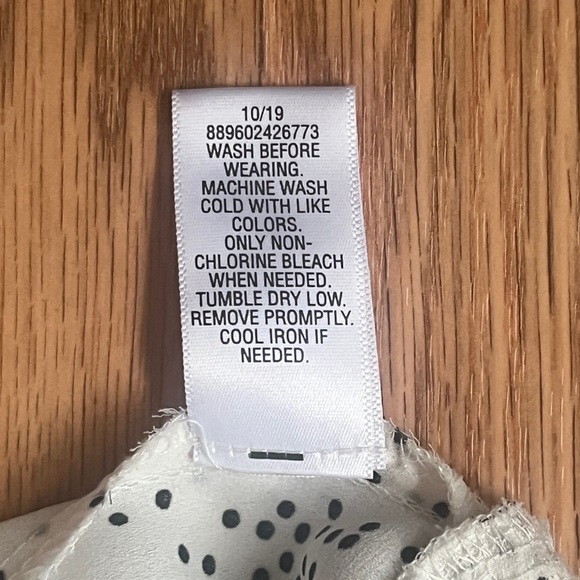 10/19
889602426773
WASH BEFORE
WEARING.
MACHINE WASH
COLD WITH LIKE
COLORS.
ONLY NON-
CHLORINE BLEACH
WHEN NEEDED.
TUMBLE DRY LOW.
REMOVE PROMPTLY.
COOL IRON IF
NEEDED.